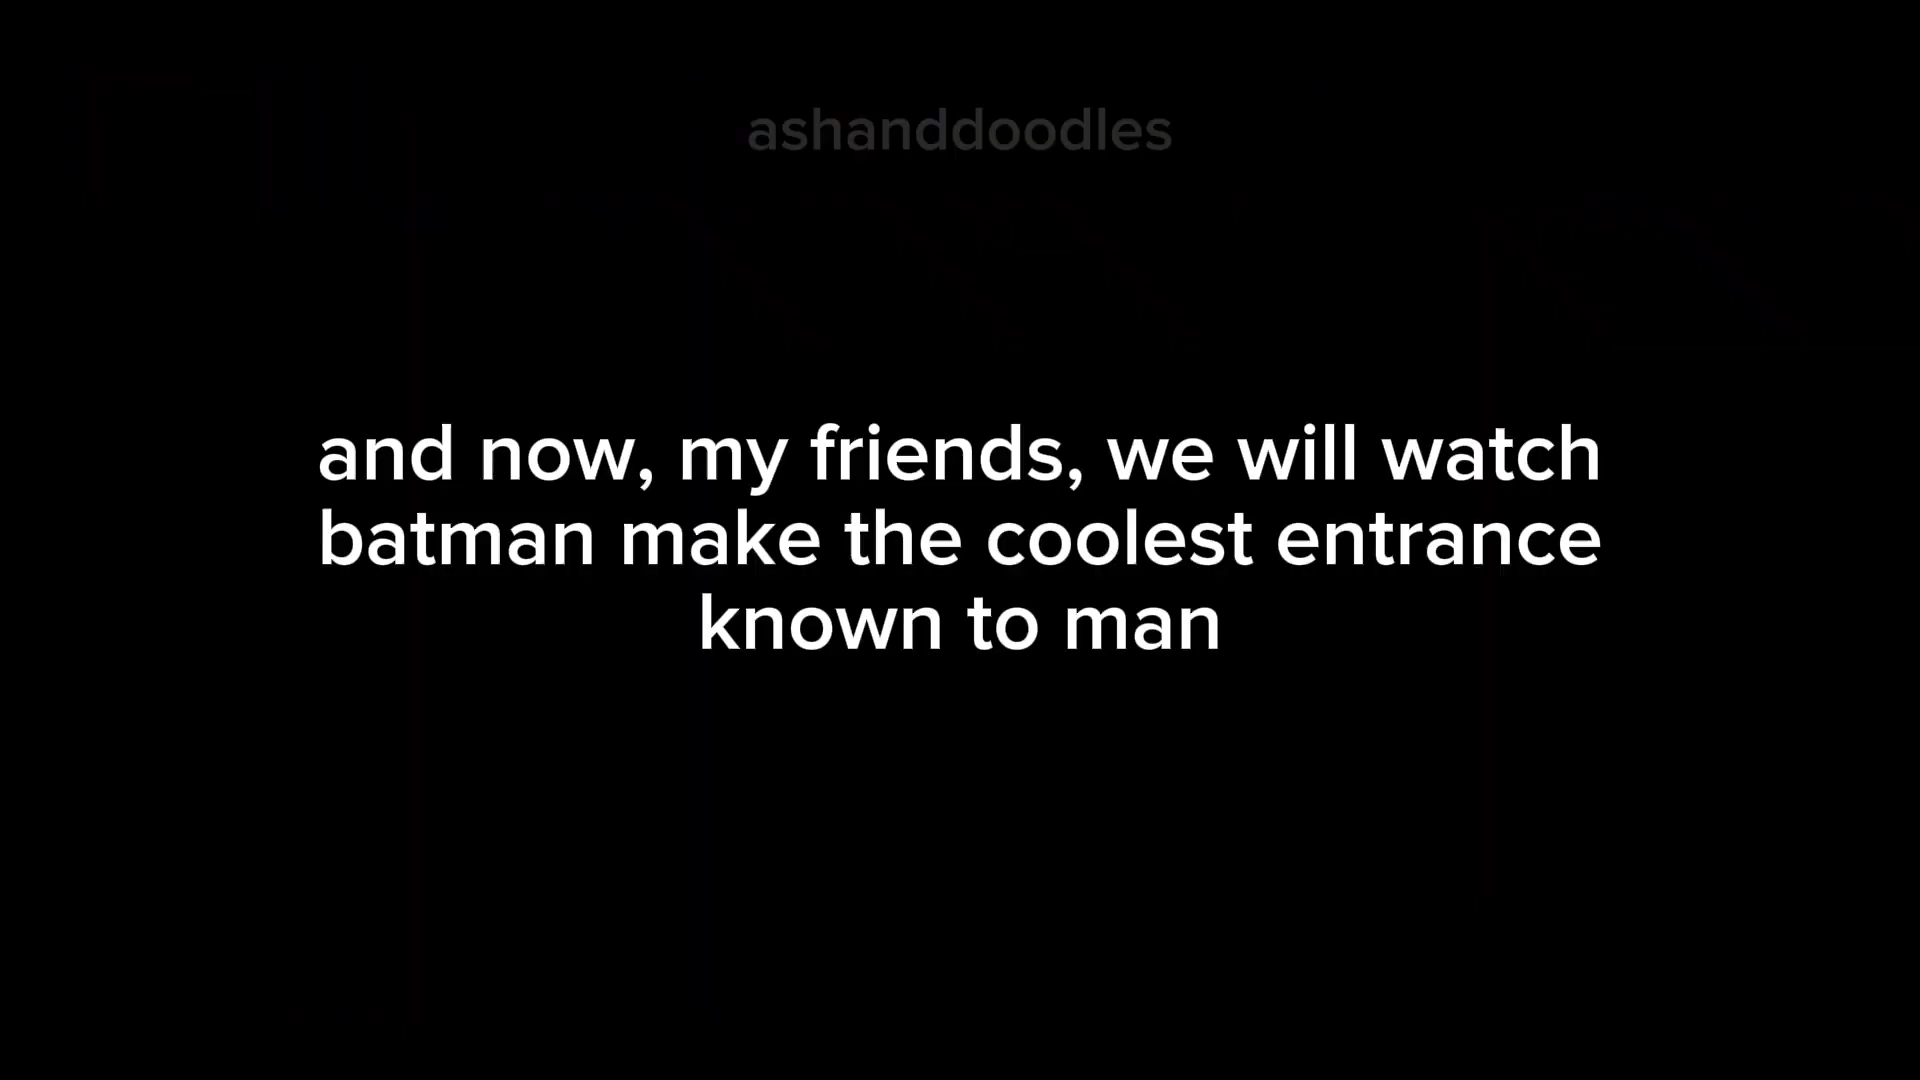 ashanddoodles
and now, my friends, we will watch
batman make the coolest entrance
known to man